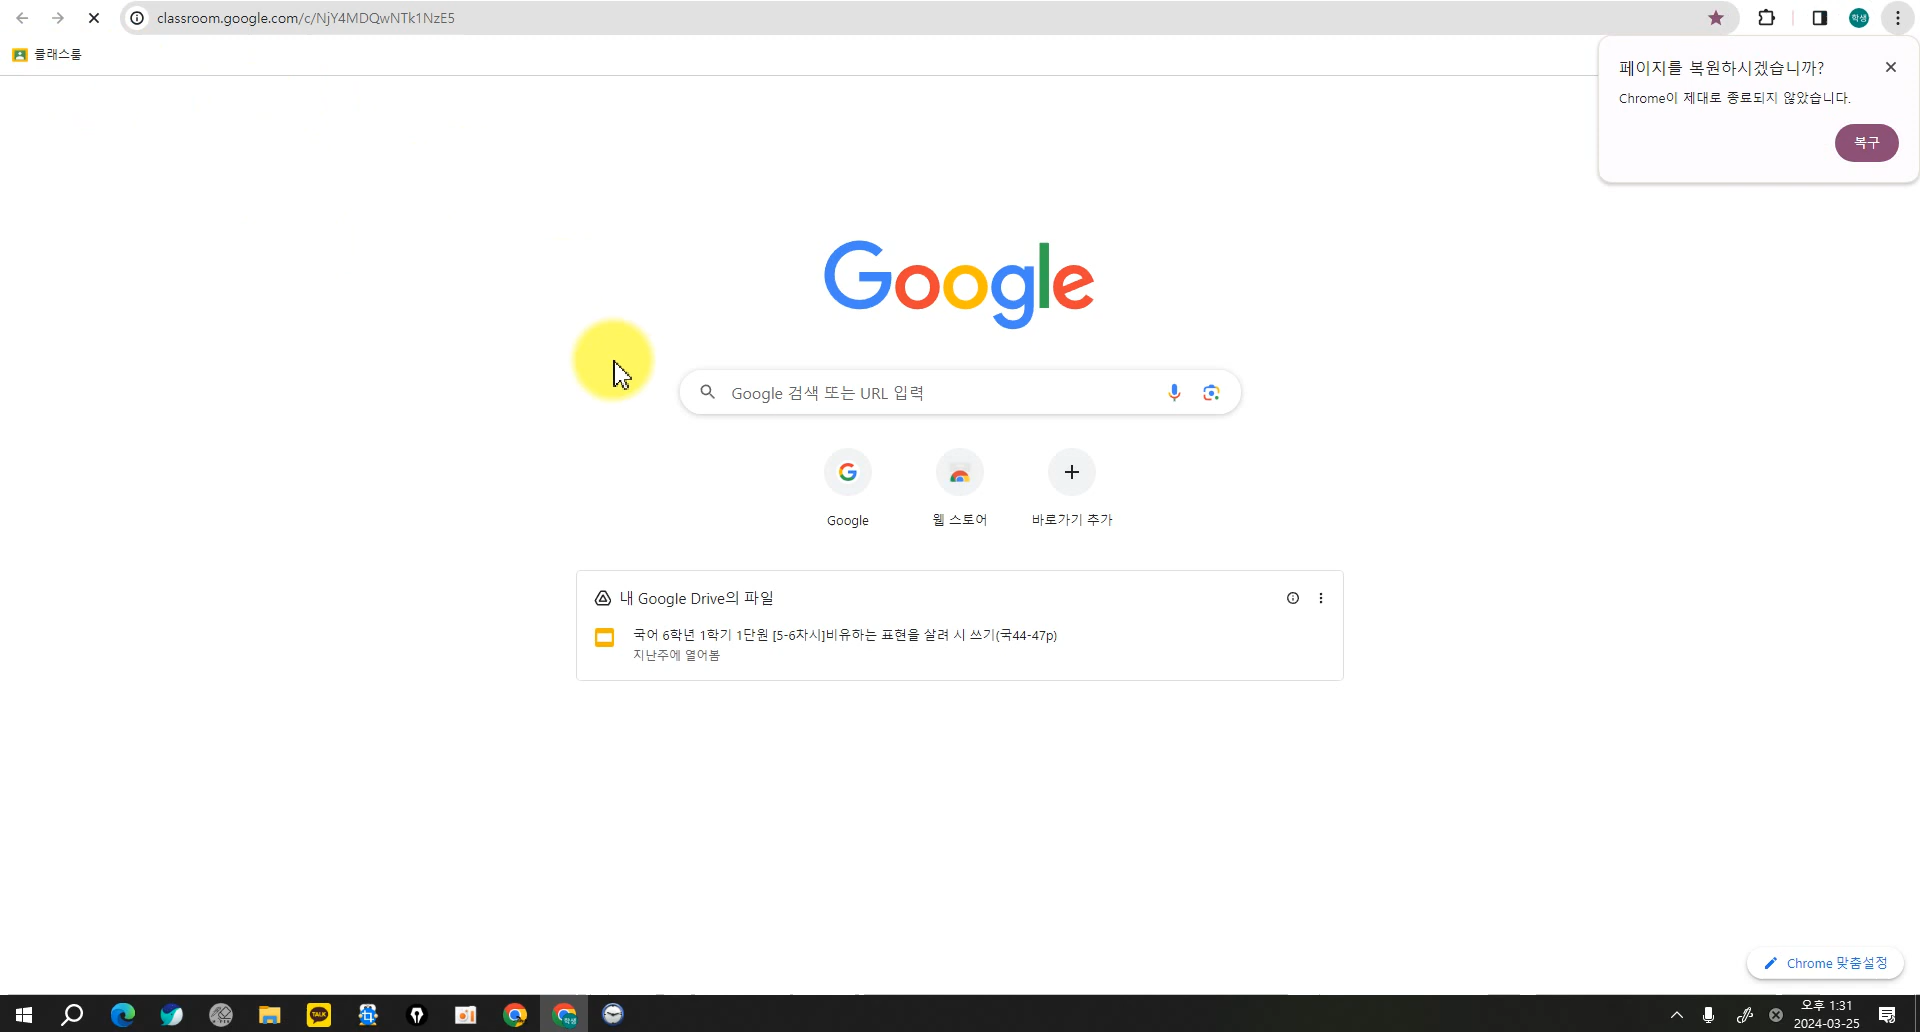 classroom.google.com/c/NjY4MDQwNTk1NzE5
학생
클래스룸
페이지를 복원하시겠습니까?
Chrome이 제대로 종료되지 않았습니다.
복구
Google
Google 검색 또는 URL 입력
Google
웹 스토어
바로가기 추가
내 Google Drive의 파일
국어 6학년 1학기 1단원 [5-6차시]비유하는 표현을 살려 시 쓰기(국44-47p)
지난주에 열어봄
Chrome 맞춤설정
TALK
학생
오후 1:31
2024-03-25